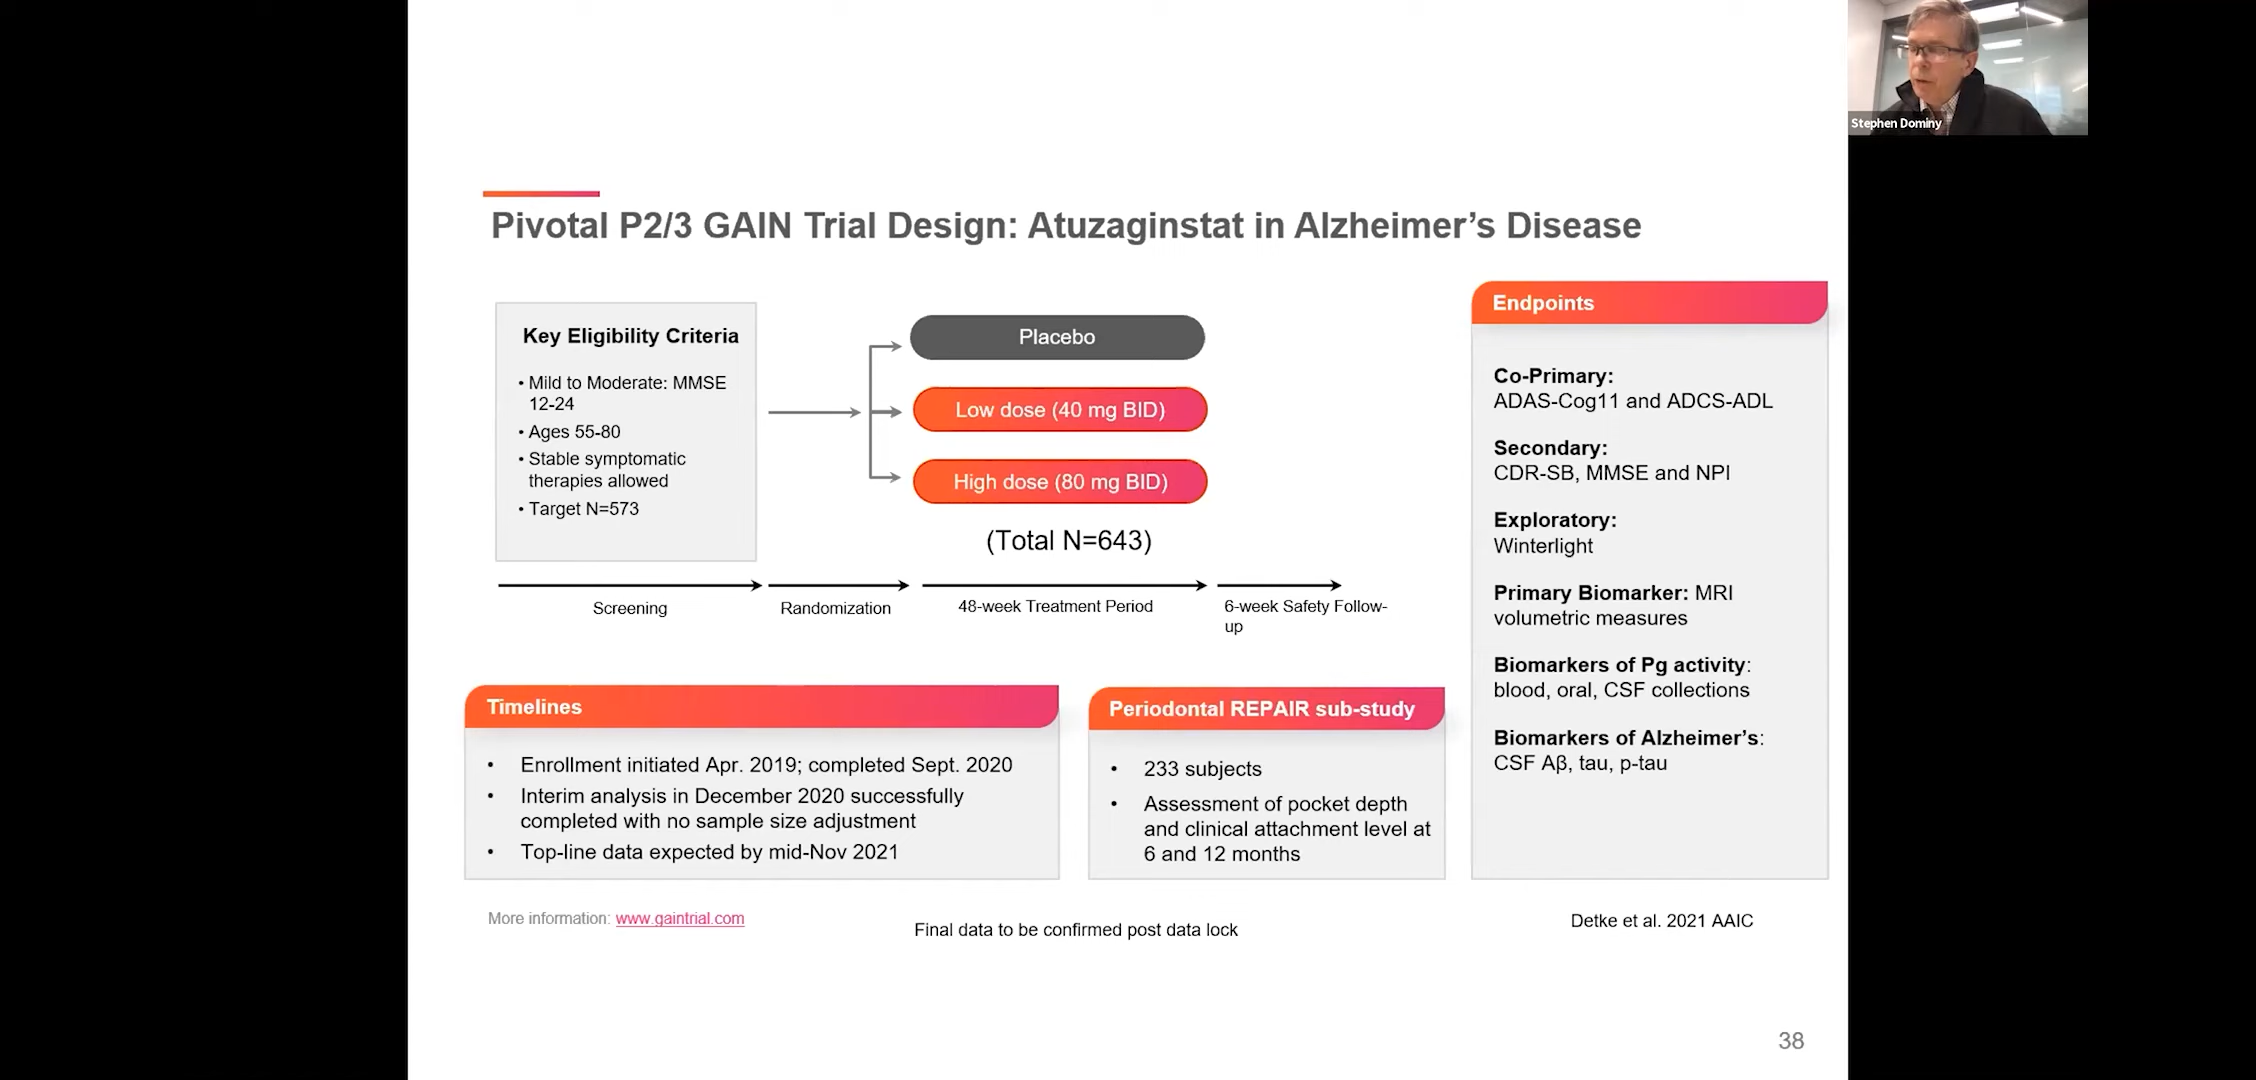 Stephen Dominy
Pivotal P2/3 GAIN Trial Design: Atuzaginstat in Alzheimer’s Disease
Key Eligibility Criteria
• Mild to Moderate: MMSE
12-24
• Ages 55-80
• Stable symptomatic
therapies allowed
• Target N=573
Placebo
Low dose (40 mg BID)
High dose (80 mg BID)
(Total N=643)
Screening
Randomization
48-week Treatment Period
6-week Safety Follow-
up
Endpoints
Co-Primary:
ADAS-Cog11 and ADCS-ADL
Secondary:
CDR-SB, MMSE and NPI
Exploratory:
Winterlight
Primary Biomarker: MRI
volumetric measures
Biomarkers of Pg activity:
blood, oral, CSF collections
Biomarkers of Alzheimer’s:
CSF Aβ, tau, p-tau
Timelines
• Enrollment initiated Apr. 2019; completed Sept. 2020
• Interim analysis in December 2020 successfully
completed with no sample size adjustment
• Top-line data expected by mid-Nov 2021
Periodontal REPAIR sub-study
• 233 subjects
• Assessment of pocket depth
and clinical attachment level at
6 and 12 months
More information: www.gaintrial.com
Final data to be confirmed post data lock
Detke et al. 2021 AAIC
38